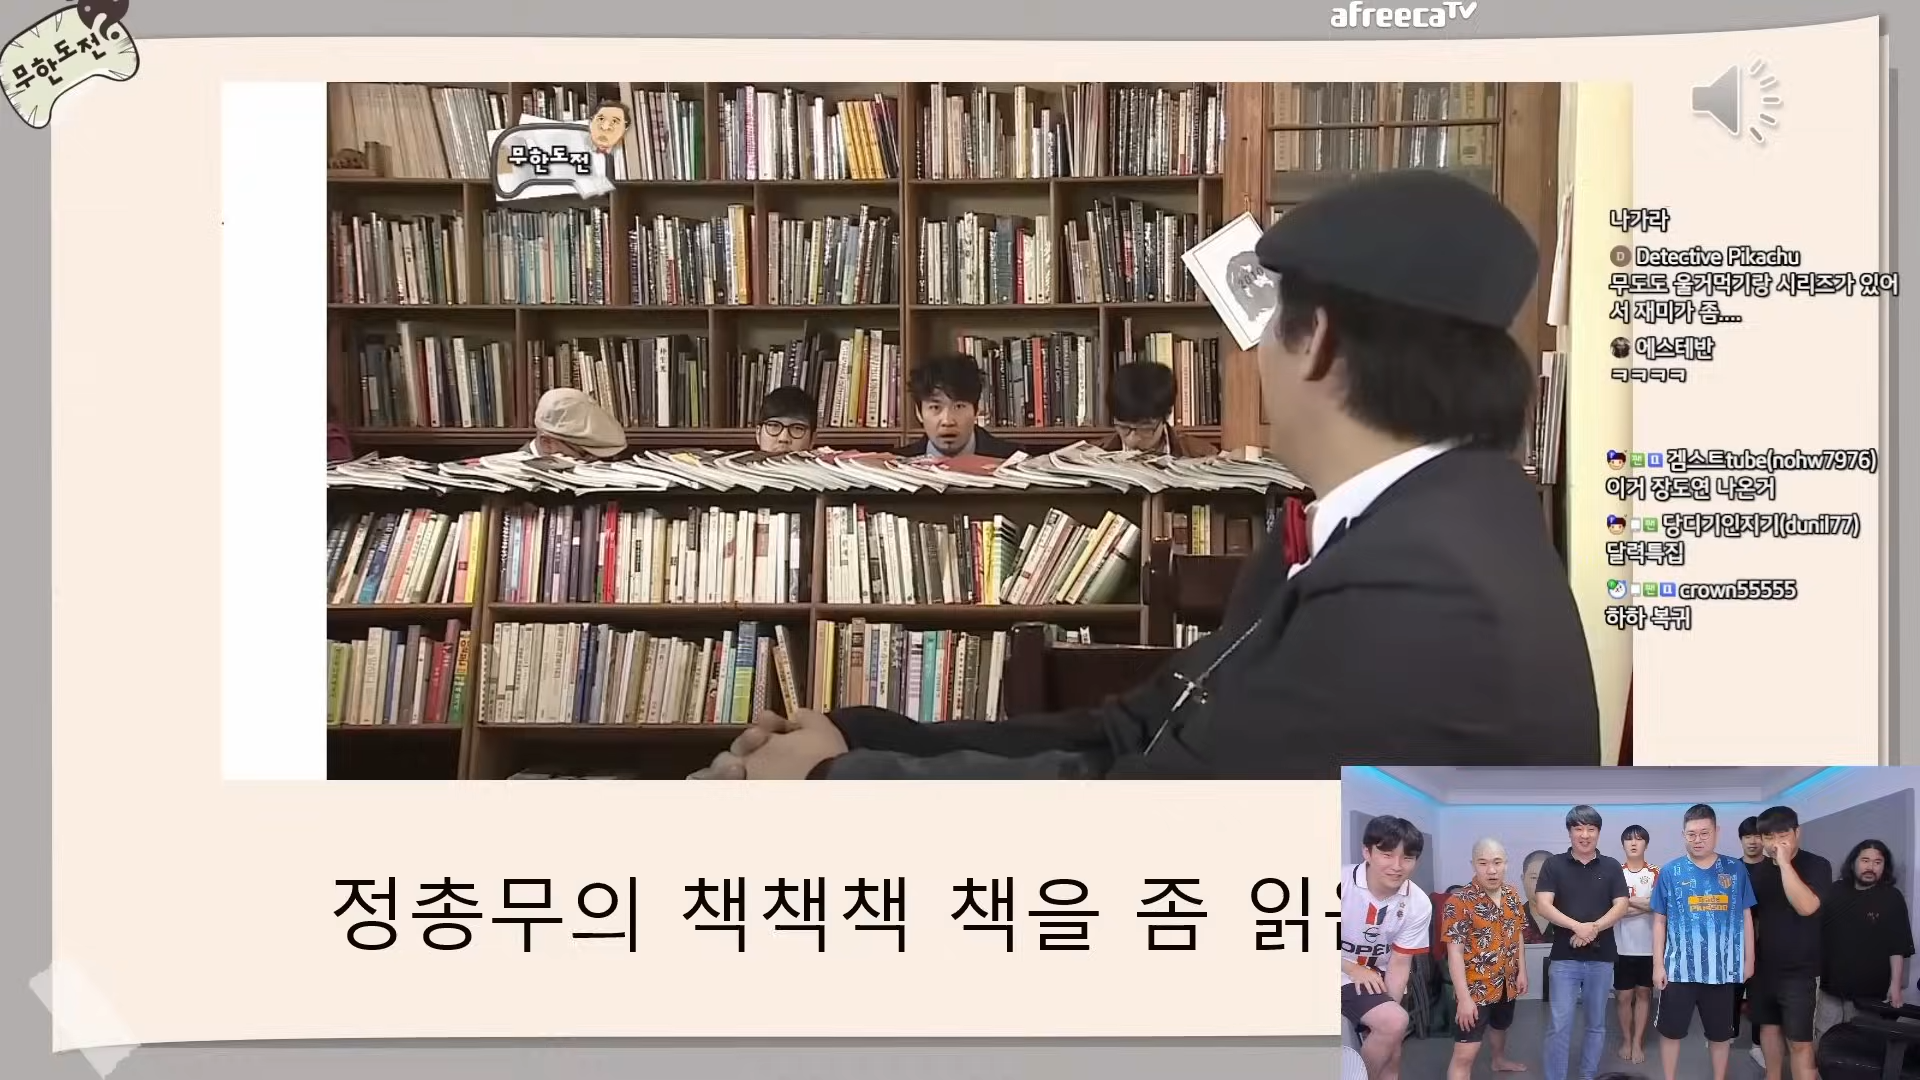 무한도전
afreecaTV
무한도전
나가라
D Detective Pikachu
무도도 울거먹기랑 시리즈가 있어
서 재미가 좀....
에스테반
ㅋㅋㅋㅋ
팬 겜스트tube(nohw7976)
이거 장도연 나온거
팬 당디기인지기(dunil77)
달력특집
팬 crown55555
하하 복귀
정총무의 책책책 책을 좀 읽
OPEL